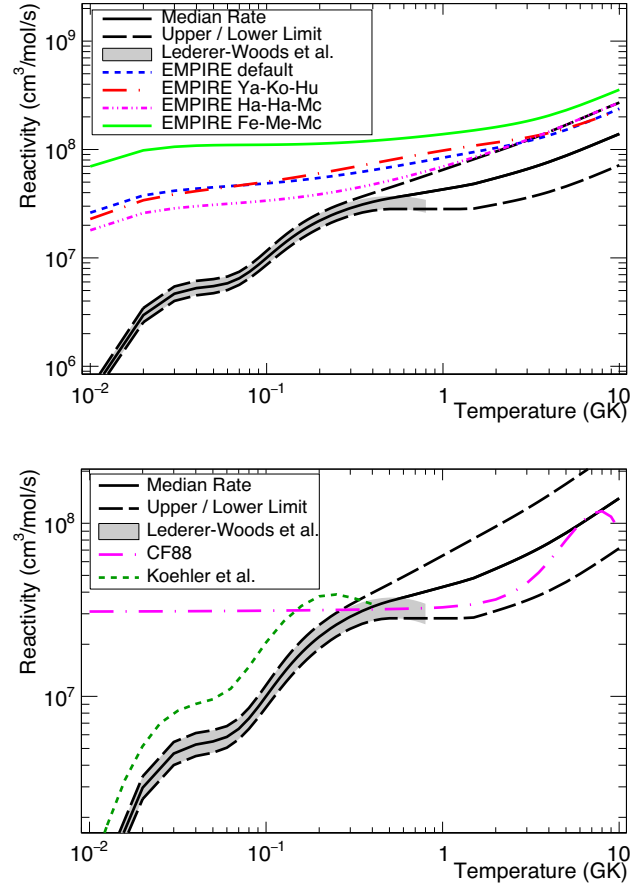 Reactivity (cm³/mol/s)
10⁹
10⁸
10⁷
10⁶
Median Rate
Upper / Lower Limit
Lederer-Woods et al.
EMPIRE default
EMPIRE Ya-Ko-Hu
EMPIRE Ha-Ha-Mc
EMPIRE Fe-Me-Mc
10⁻² 10⁻¹ 1 10
Temperature (GK)
Reactivity (cm³/mol/s)
10⁸
10⁷
Median Rate
Upper / Lower Limit
Lederer-Woods et al.
CF88
Koehler et al.
10⁻² 10⁻¹ 1 10
Temperature (GK)